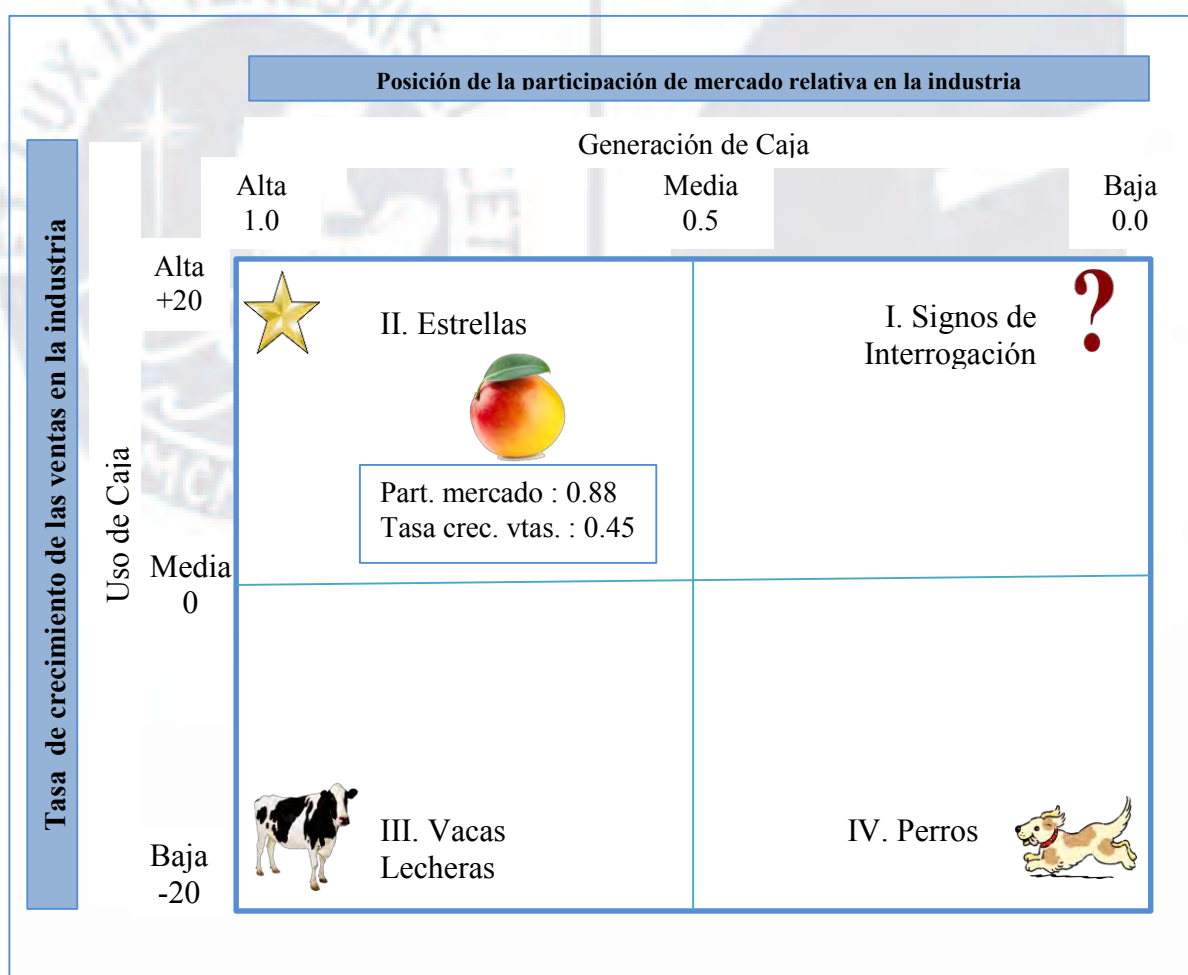 Posición de la participación de mercado relativa en la industria
Generación de Caja
Alta
1.0
Media
0.5
Baja
0.0
Tasa de crecimiento de las ventas en la industria
Uso de Caja
Alta
+20
Media
0
Baja
-20
II. Estrellas
I. Signos de
Interrogación
?
Part. mercado : 0.88
Tasa crec. vtas. : 0.45
III. Vacas
Lecheras
IV. Perros